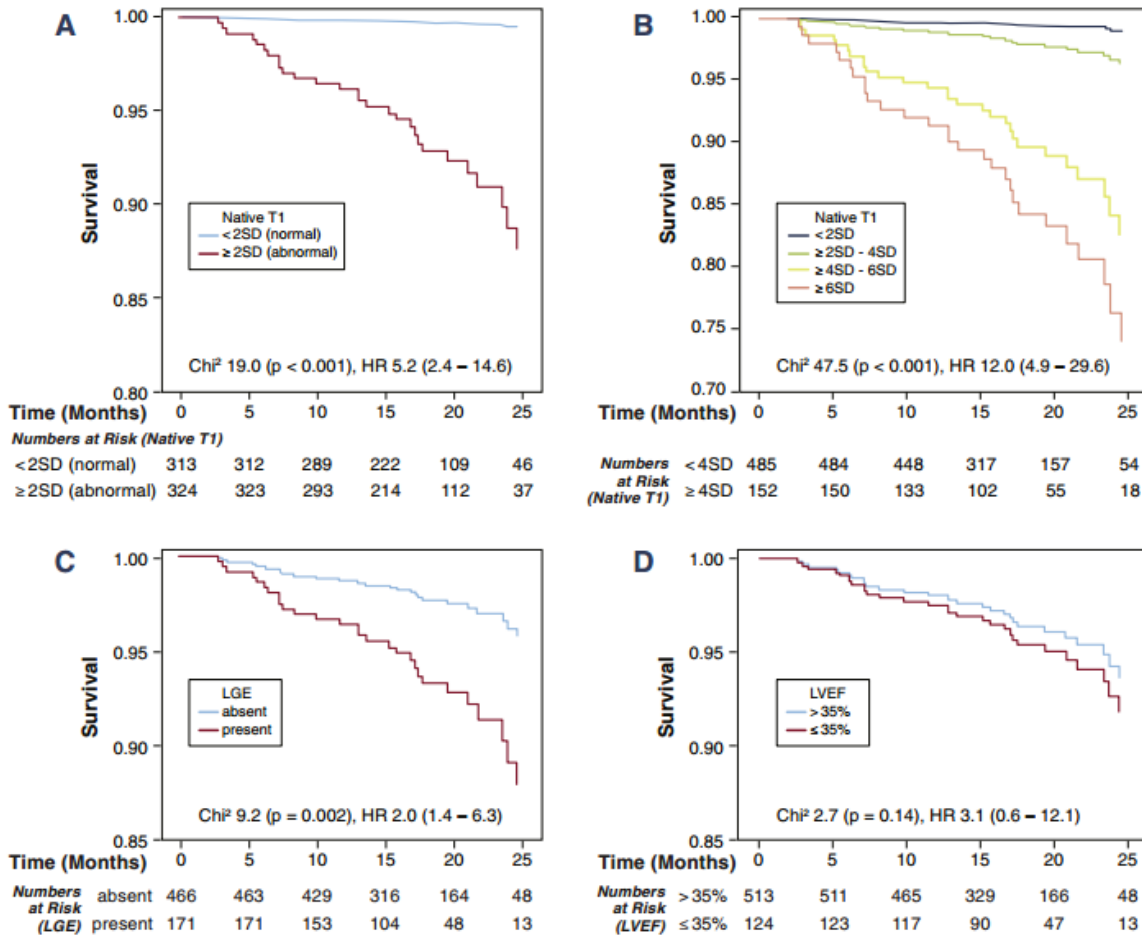 A
1.00
0.95
0.90
0.85
0.80
Survival
Native T1
< 2SD (normal)
≥ 2SD (abnormal)
Chi² 19.0 (p < 0.001), HR 5.2 (2.4 – 14.6)
0 5 10 15 20 25
Time (Months)
Numbers at Risk (Native T1)
< 2SD (normal) 313 312 289 222 109 46
≥ 2SD (abnormal) 324 323 293 214 112 37
B
1.00
0.95
0.90
0.85
0.80
0.75
0.70
Survival
Native T1
< 2SD
≥ 2SD - 4SD
≥ 4SD - 6SD
≥ 6SD
Chi² 47.5 (p < 0.001), HR 12.0 (4.9 – 29.6)
0 5 10 15 20 25
Time (Months)
Numbers at Risk (Native T1)
< 4SD 485 484 448 317 157 54
≥ 4SD 152 150 133 102 55 18
C
1.00
0.95
0.90
0.85
Survival
LGE
absent
present
Chi² 9.2 (p = 0.002), HR 2.0 (1.4 – 6.3)
0 5 10 15 20 25
Time (Months)
Numbers at Risk (LGE)
absent 466 463 429 316 164 48
present 171 171 153 104 48 13
D
1.00
0.95
0.90
0.85
Survival
LVEF
> 35%
≤ 35%
Chi² 2.7 (p = 0.14), HR 3.1 (0.6 – 12.1)
0 5 10 15 20 25
Time (Months)
Numbers at Risk (LVEF)
> 35% 513 511 465 329 166 48
≤ 35% 124 123 117 90 47 13